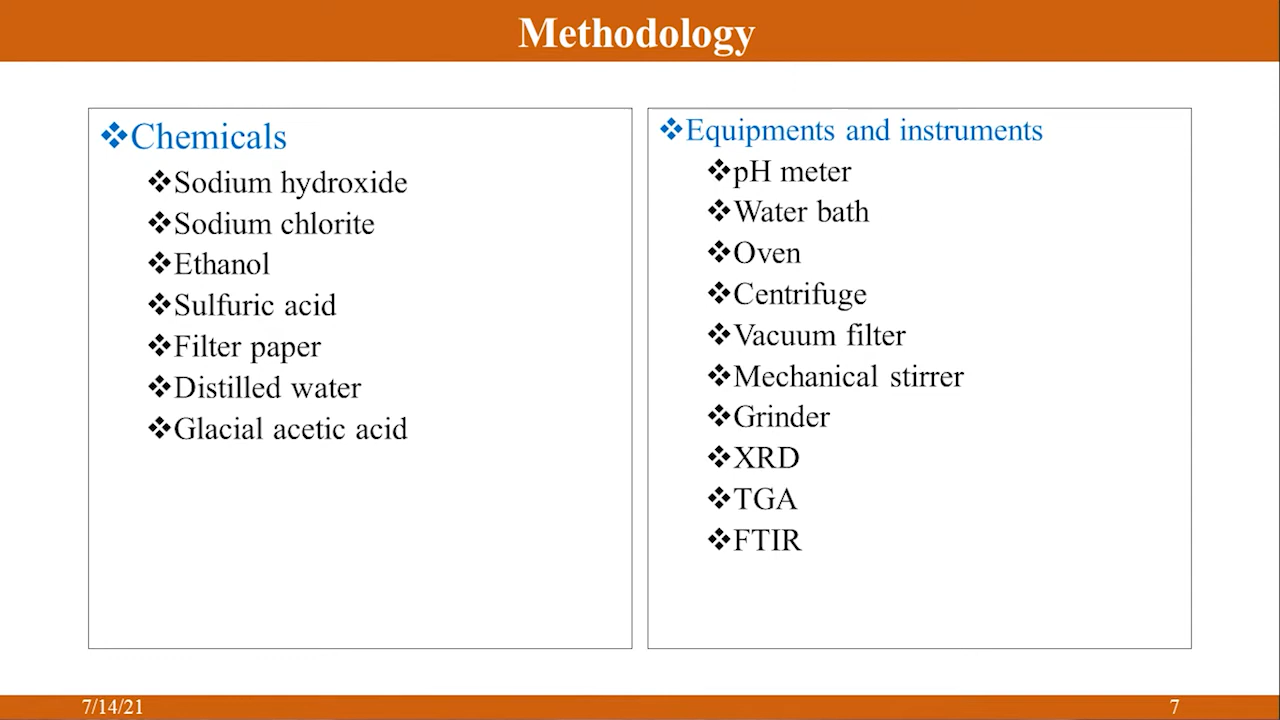 Methodology
❖Chemicals
❖Sodium hydroxide
❖Sodium chlorite
❖Ethanol
❖Sulfuric acid
❖Filter paper
❖Distilled water
❖Glacial acetic acid
❖Equipments and instruments
❖pH meter
❖Water bath
❖Oven
❖Centrifuge
❖Vacuum filter
❖Mechanical stirrer
❖Grinder
❖XRD
❖TGA
❖FTIR
7/14/21
7